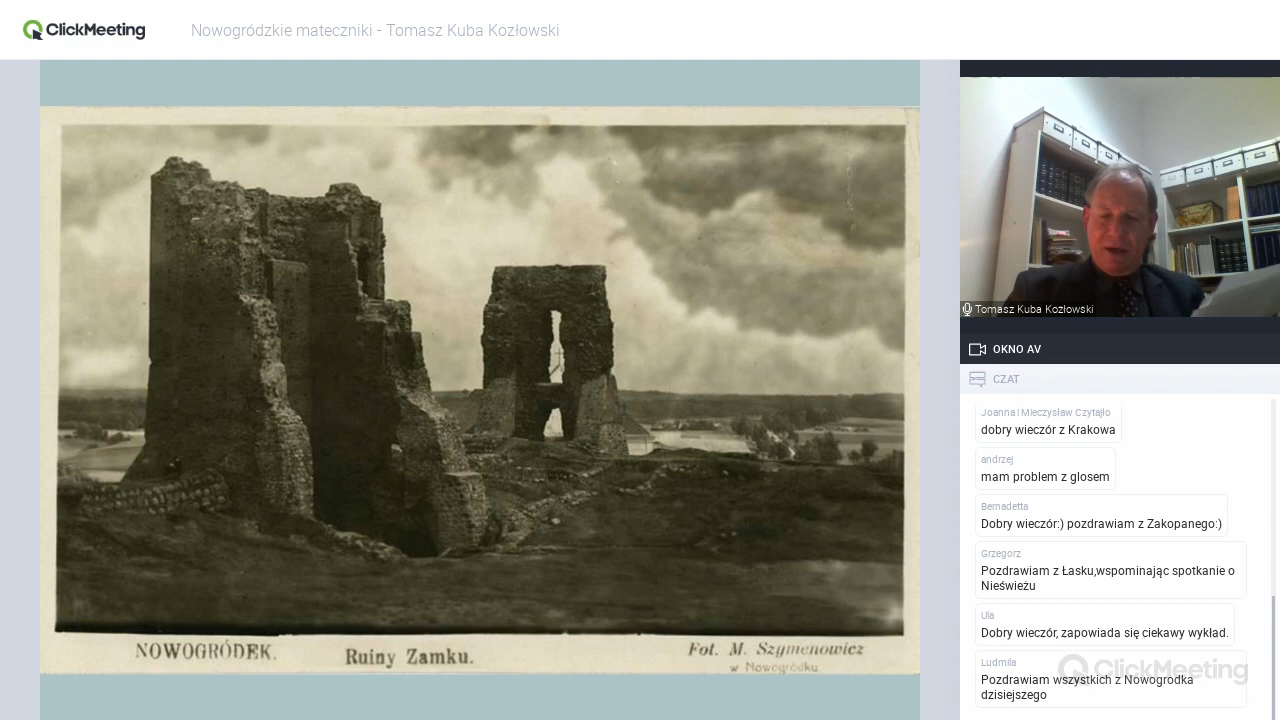 ClickMeeting
Nowogródzkie mateczniki - Tomasz Kuba Kozłowski
NOWOGRÓDEK.
Ruiny Zamku.
Fot. M. Szymenowicz
w Nowogródku.
Tomasz Kuba Kozłowski
OKNO AV
CZAT
Joanna i Mieczysław Czytajło
dobry wieczór z Krakowa
andrzej
mam problem z glosem
Bernadetta
Dobry wieczór:) pozdrawiam z Zakopanego:)
Grzegorz
Pozdrawiam z Łasku,wspominając spotkanie o
Nieświeżu
Ula
Dobry wieczór, zapowiada się ciekawy wykład.
Ludmiła
Pozdrawiam wszystkich z Nowogrodka
dzisiejszego
ClickMeeting